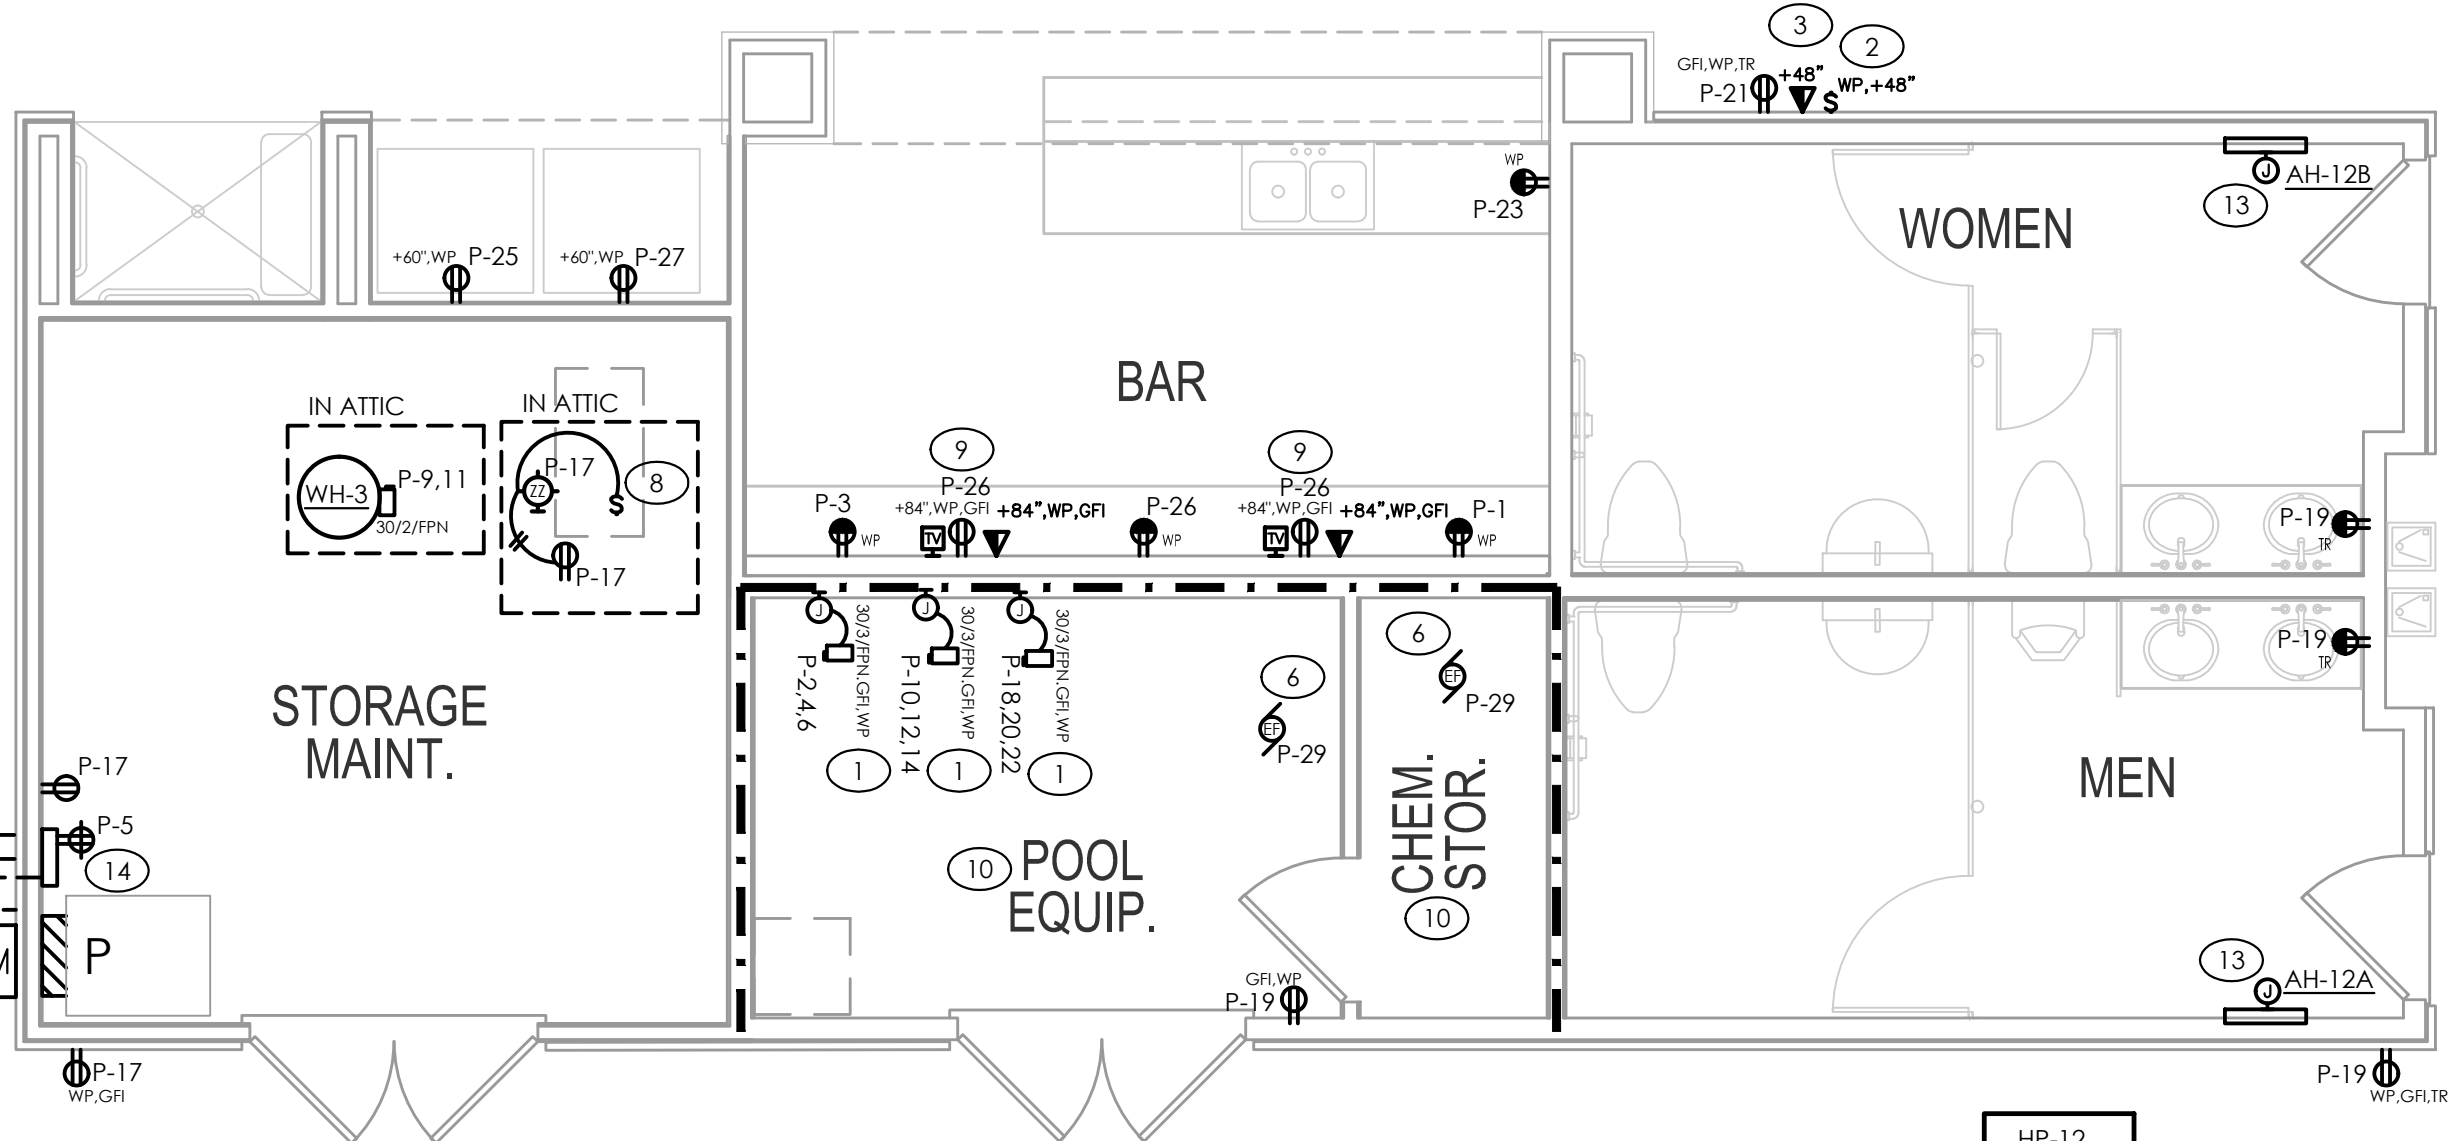 3
2
GFI,WP,TR
+48"
WP,+48"
P-21
WP
P-23
J
AH-12B
13
WOMEN
+60",WP P-25
+60",WP P-27
BAR
IN ATTIC
IN ATTIC
WH-3
P-9,11
30/2/FPN
P-17
ZZ
S
8
P-17
9
9
P-3
WP
P-26
+84",WP,GFI
+84",WP,GFI
TV
P-26
WP
P-26
+84",WP,GFI
+84",WP,GFI
TV
P-1
WP
P-19
TR
J
30/3/FPN.GFI,WP
P-2,4,6
1
J
30/3/FPN.GFI,WP
P-10,12,14
1
J
30/3/FPN.GFI,WP
P-18,20,22
1
6
EF
P-29
6
EF
P-29
P-19
TR
STORAGE
MAINT.
MEN
P-17
P-5
14
10
POOL
EQUIP.
CHEM.
STOR.
10
P
M
GFI,WP
P-19
13
J
AH-12A
P-17
WP,GFI
P-19
WP,GFI,TR
HP-12